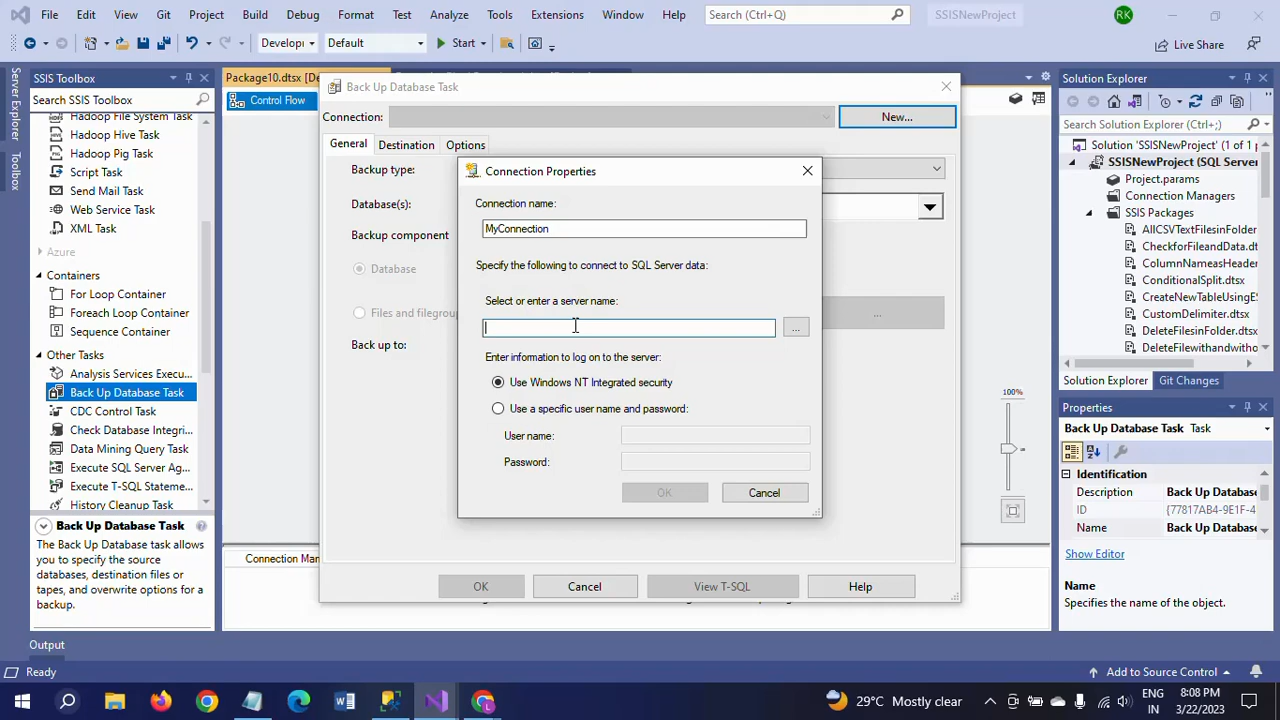 File Edit View Git Project Build Debug Format Test Analyze Tools Extensions Window Help Search (Ctrl+Q) SSISNewProject RK
Developi Default Start Live Share
Server Explorer
Toolbox
SSIS Toolbox
Search SSIS Toolbox
Hadoop File System Task
Hadoop Hive Task
Hadoop Pig Task
Script Task
Send Mail Task
Web Service Task
XML Task
Azure
Containers
For Loop Container
Foreach Loop Container
Sequence Container
Other Tasks
Analysis Services Execu...
Back Up Database Task
CDC Control Task
Check Database Integri...
Data Mining Query Task
Execute SQL Server Ag...
Execute T-SQL Stateme...
History Cleanup Task
Back Up Database Task
The Back Up Database task allows
you to specify the source
databases, destination files or
tapes, and overwrite options for a
backup.
Package10.dtsx [De
Control Flow
Back Up Database Task
Connection: New...
General Destination Options
Backup type:
Database(s):
Backup component
Database
Files and filegroup
...
Back up to:
Connection Properties
Connection name:
MyConnection
Specify the following to connect to SQL Server data:
Select or enter a server name:
...
Enter information to log on to the server:
Use Windows NT Integrated security
Use a specific user name and password:
User name:
Password:
OK Cancel
OK Cancel View T-SQL Help
Connection Man
100%
Solution Explorer
Search Solution Explorer (Ctrl+;)
Solution 'SSISNewProject' (1 of 1 p
SSISNewProject (SQL Server
Project.params
Connection Managers
SSIS Packages
AllCSVTextFilesinFolder
CheckforFileandData.d
ColumnNameasHeader
ConditionalSplit.dtsx
CreateNewTableUsingE
CustomDelimiter.dtsx
DeleteFilesinFolder.dtsx
DeleteFilewithandwitho
Solution Explorer Git Changes
Properties
Back Up Database Task Task
Identification
Description Back Up Database
ID {77817AB4-9E1F-4
Name Back Up Database
Show Editor
Name
Specifies the name of the object.
Output
Ready Add to Source Control
29°C Mostly clear
ENG
IN
8:08 PM
3/22/2023